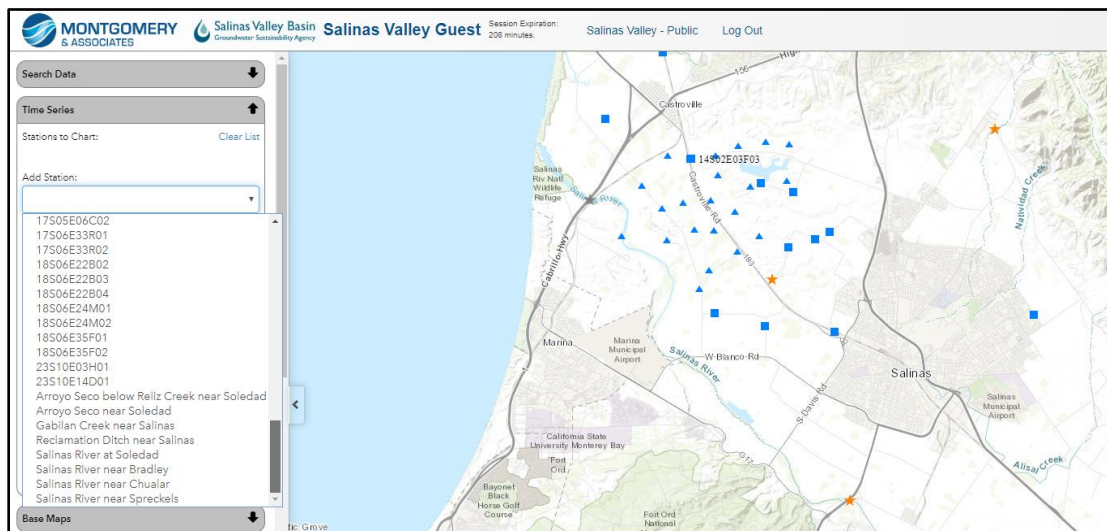 MONTGOMERY
& ASSOCIATES
Salinas Valley Basin
Groundwater Sustainability Agency
Salinas Valley Guest
Session Expiration:
208 minutes.
Salinas Valley - Public
Log Out
Search Data
Time Series
Stations to Chart:
Clear List
Add Station:
17S05E06C02
17S06E33R01
17S06E33R02
18S06E22B02
18S06E22B03
18S06E22B04
18S06E24M01
18S06E24M02
18S06E35F01
18S06E35F02
23S10E03H01
23S10E14D01
Arroyo Seco below Reliz Creek near Soledad
Arroyo Seco near Soledad
Gabilan Creek near Salinas
Reclamation Ditch near Salinas
Salinas River at Soledad
Salinas River near Bradley
Salinas River near Chualar
Salinas River near Spreckels
Base Maps
156
High
Castroville
14S02E03F03
Salinas
Riv Natl
Wildlife
Refuge
Salinas River
Castroville Rd
Natividad Creek
Cabrillo Hwy
183
Marina
Marina
Municipal
Airport
Salinas River
W Blanco Rd
Salinas
S Davis Rd
Salinas
Municipal
Airport
California State
University Monterey Bay
Fort
Ord
G17
Alisal Creek
Bayonet
Black
Horse Golf
Course
Fort Ord
National
fic Grove